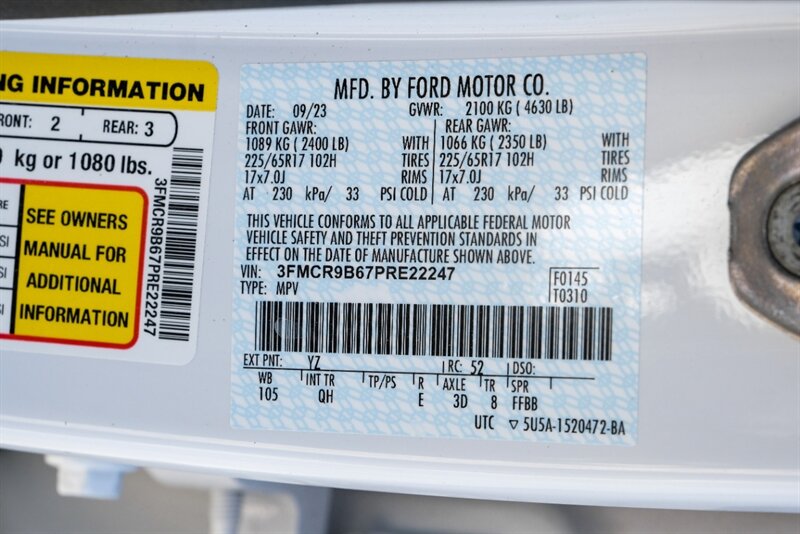 NG INFORMATION
FRONT: 2 REAR: 3
kg or 1080 lbs.
SEE OWNERS
MANUAL FOR
ADDITIONAL
INFORMATION
3FMCR9B67PRE22247
MFD. BY FORD MOTOR CO.
DATE: 09/23 GVWR: 2100 KG ( 4630 LB)
FRONT GAWR: REAR GAWR:
1089 KG ( 2400 LB) WITH 1066 KG ( 2350 LB) WITH
225/65R17 102H TIRES 225/65R17 102H TIRES
17x7.0J RIMS 17x7.0J RIMS
AT 230 kPa/ 33 PSI COLD AT 230 kPa/ 33 PSI COLD
THIS VEHICLE CONFORMS TO ALL APPLICABLE FEDERAL MOTOR
VEHICLE SAFETY AND THEFT PREVENTION STANDARDS IN
EFFECT ON THE DATE OF MANUFACTURE SHOWN ABOVE.
VIN: 3FMCR9B67PRE22247 F0145
TYPE: MPV T0310
EXT PNT: YZ RC: 52 DSO:
WB INT TR TP/PS R AXLE TR SPR
105 QH E 3D 8 FFBB
UTC ▽ 5U5A-1520472-BA